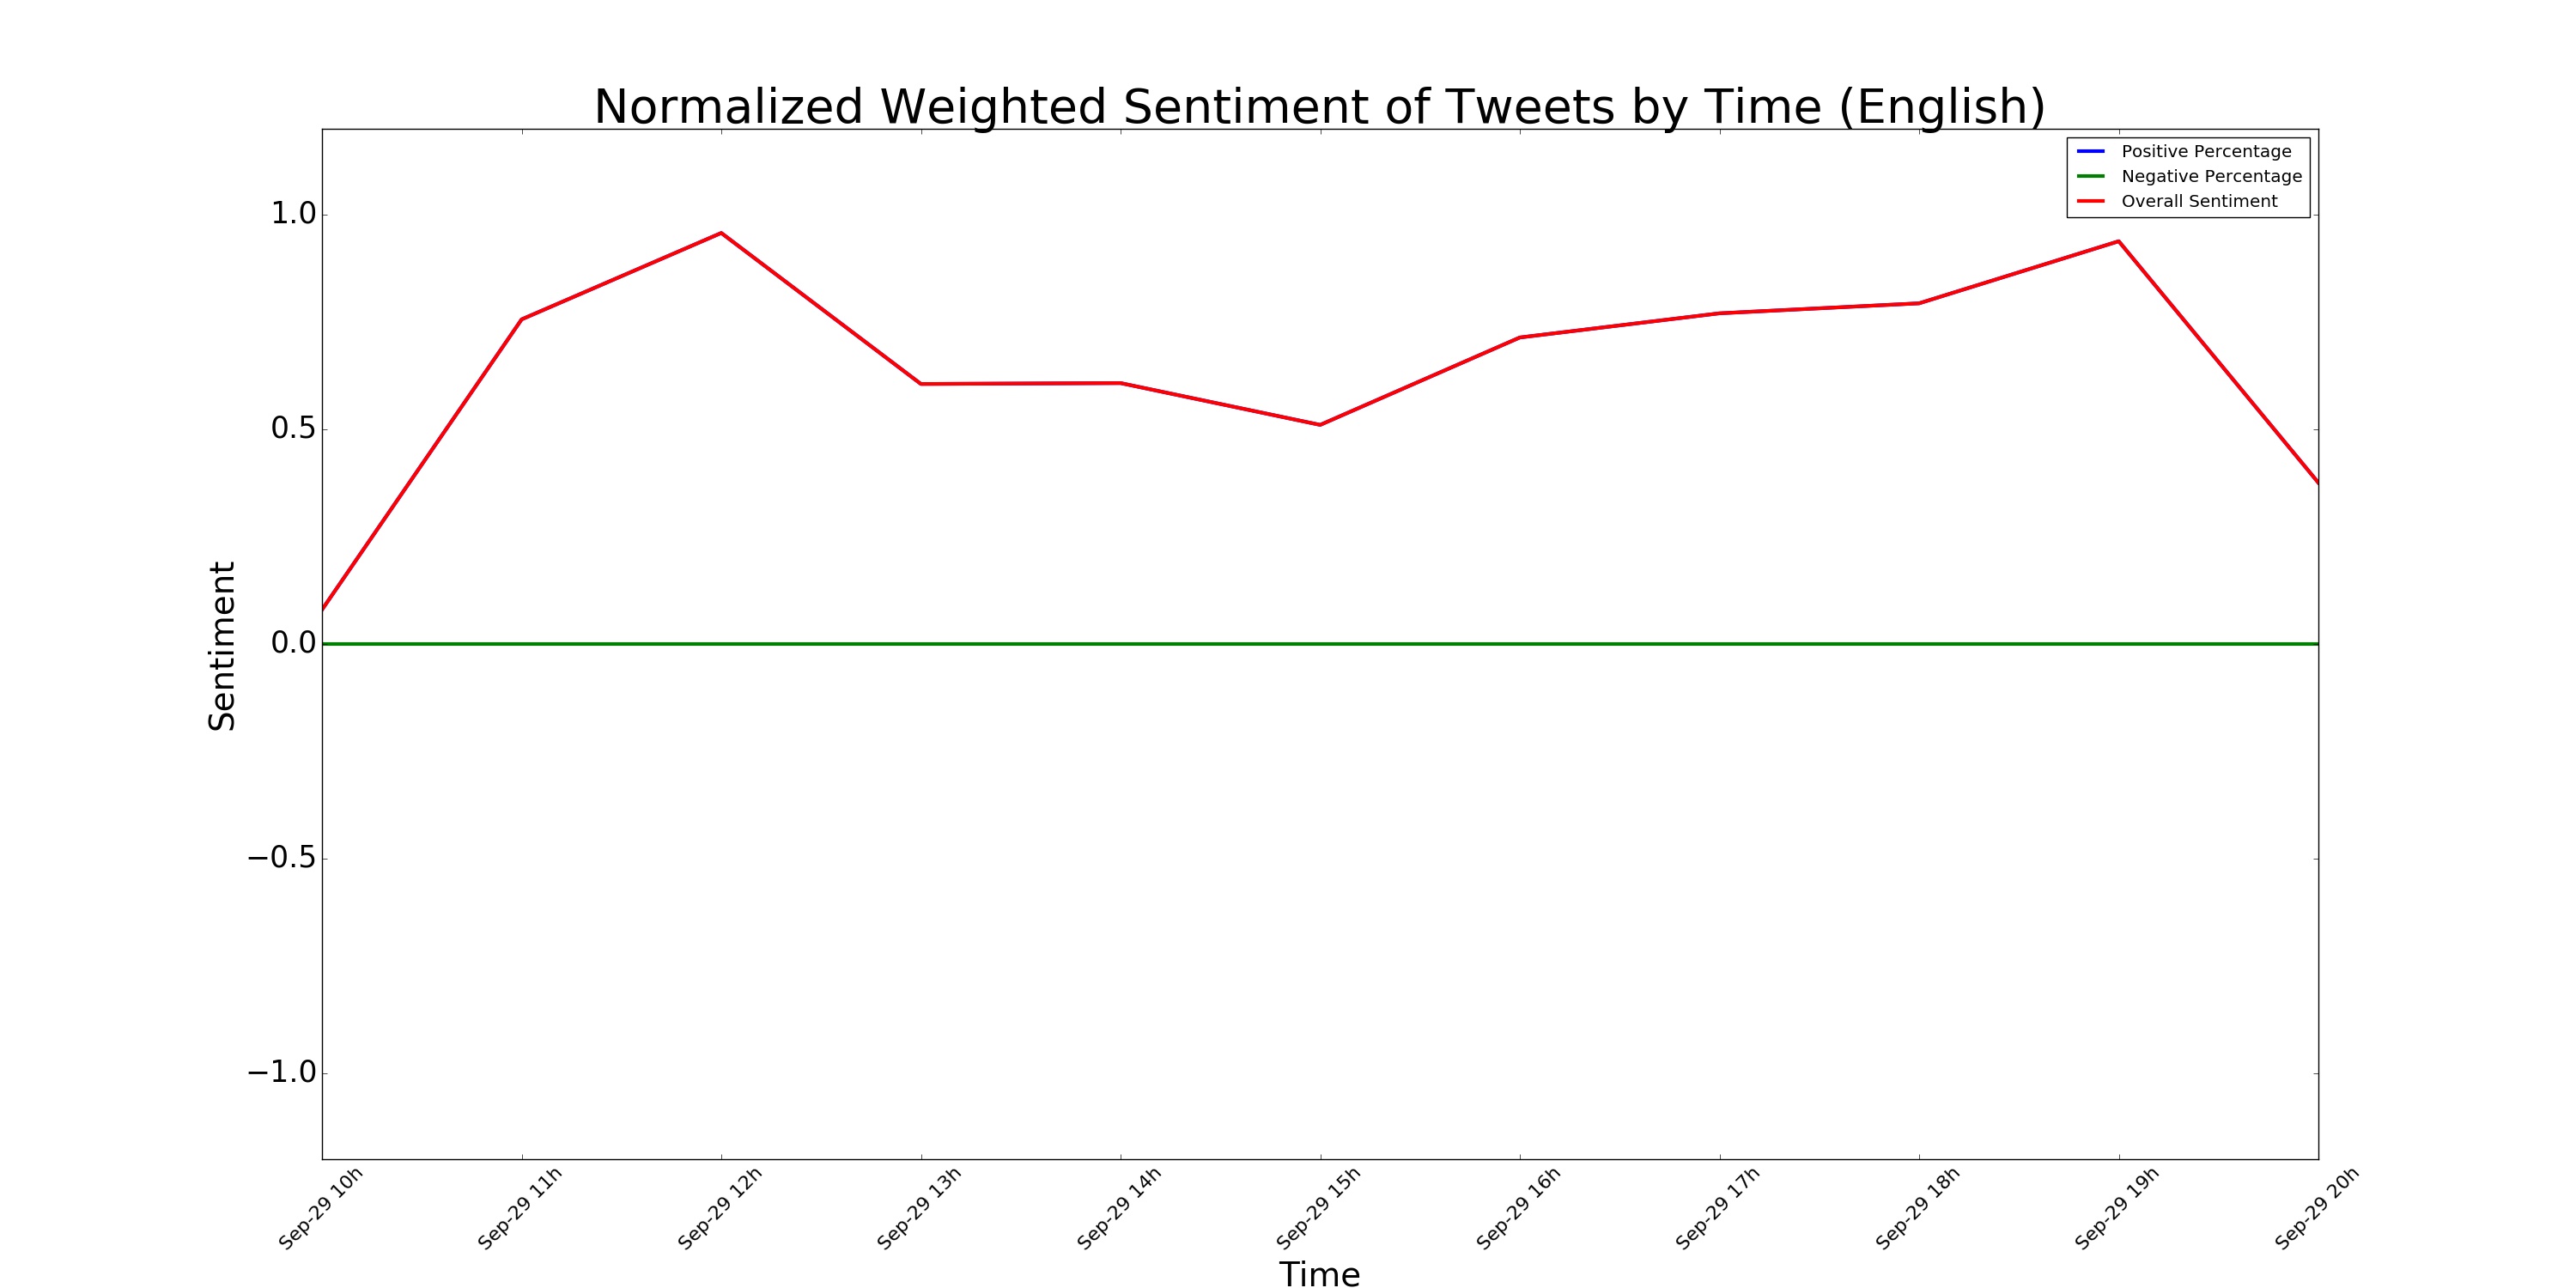 Normalized Weighted Sentiment of Tweets by Time (English)
Positive Percentage
Negative Percentage
Overall Sentiment
1.0
0.5
0.0
−0.5
−1.0
Sentiment
Sep-29 10h
Sep-29 11h
Sep-29 12h
Sep-29 13h
Sep-29 14h
Sep-29 15h
Sep-29 16h
Sep-29 17h
Sep-29 18h
Sep-29 19h
Sep-29 20h
Time